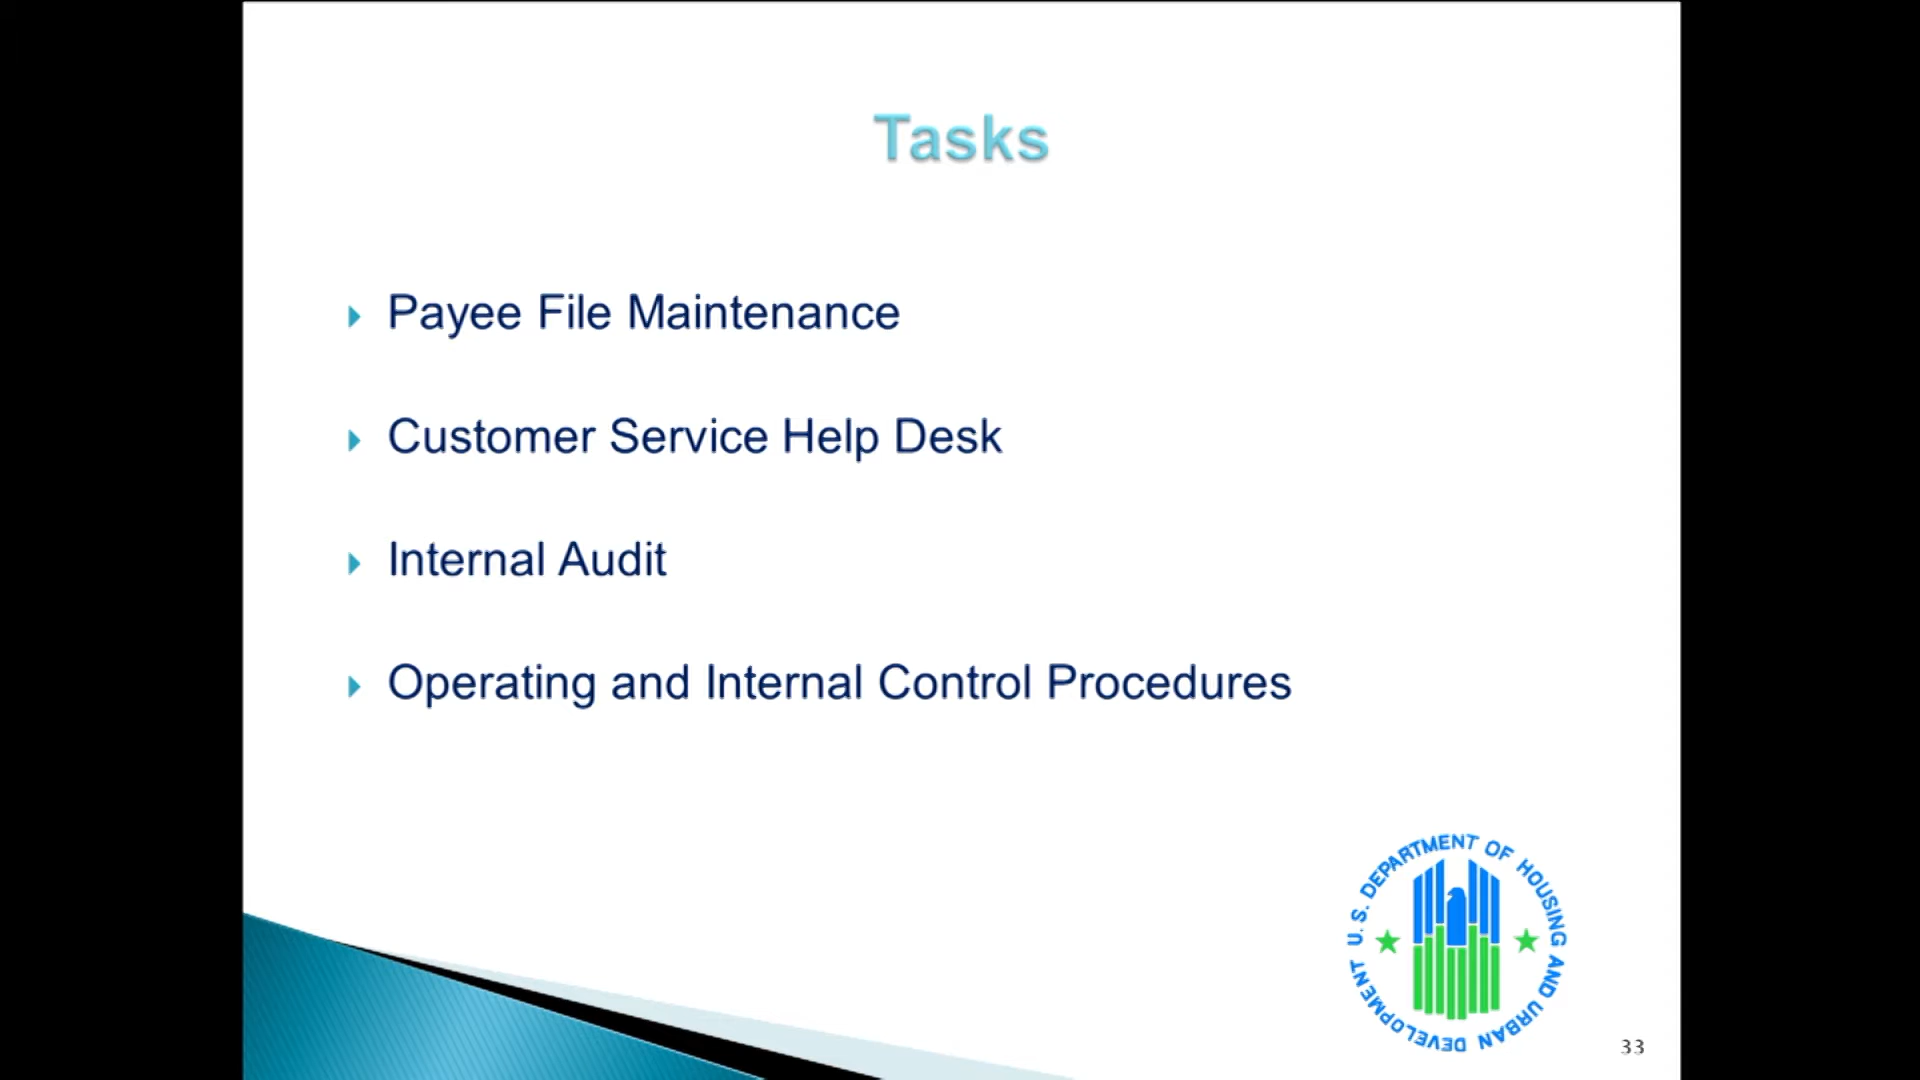 Tasks
Payee File Maintenance
Customer Service Help Desk
Internal Audit
Operating and Internal Control Procedures
U.S. DEPARTMENT OF HOUSING AND URBAN DEVELOPMENT
33